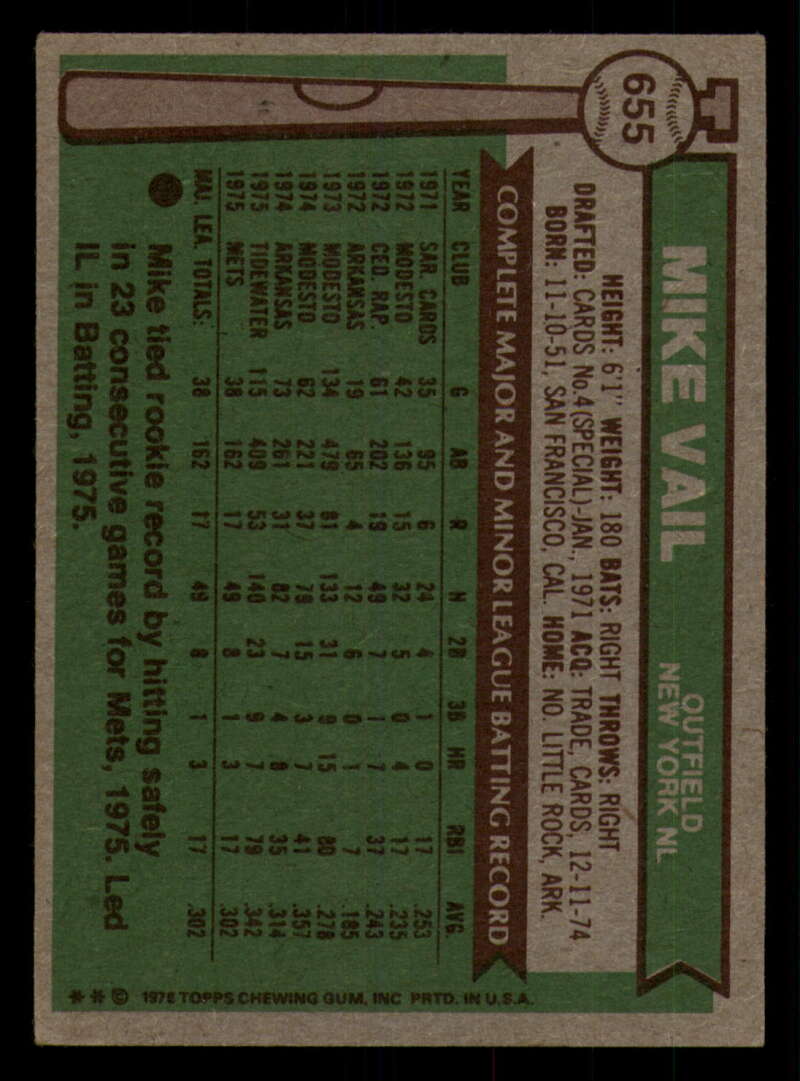 655
MIKE VAIL
OUTFIELD
NEW YORK NL
HEIGHT: 6'1" WEIGHT: 180 BATS: RIGHT THROWS: RIGHT
DRAFTED: CARDS No.4(SPECIAL)-JAN., 1971 ACQ: TRADE, CARDS, 12-11-74
BORN: 11-10-51, SAN FRANCISCO, CAL. HOME: NO. LITTLE ROCK, ARK.
COMPLETE MAJOR AND MINOR LEAGUE BATTING RECORD
YEAR CLUB G AB R H 2B 3B HR RBI AVG.
1971 SAR. CARDS 35 95 6 24 4 1 0 17 .253
1972 MODESTO 42 136 15 32 5 0 4 17 .235
1972 CED. RAP. 61 202 19 49 7 1 7 37 .243
1972 ARKANSAS 19 65 4 12 6 0 1 7 .185
1973 MODESTO 134 479 81 133 31 9 15 80 .278
1974 MODESTO 62 221 37 79 15 3 7 41 .357
1974 ARKANSAS 73 261 31 82 7 4 8 35 .314
1975 TIDEWATER 115 409 53 140 23 9 7 79 .342
1975 METS 38 162 17 49 8 1 3 17 .302
MAJ. LEA. TOTALS: 38 162 17 49 8 1 3 17 .302
Mike tied rookie record by hitting safely
in 23 consecutive games for Mets, 1975. Led
IL in Batting, 1975.
** © 1976 TOPPS CHEWING GUM, INC PRTD. IN U.S.A.